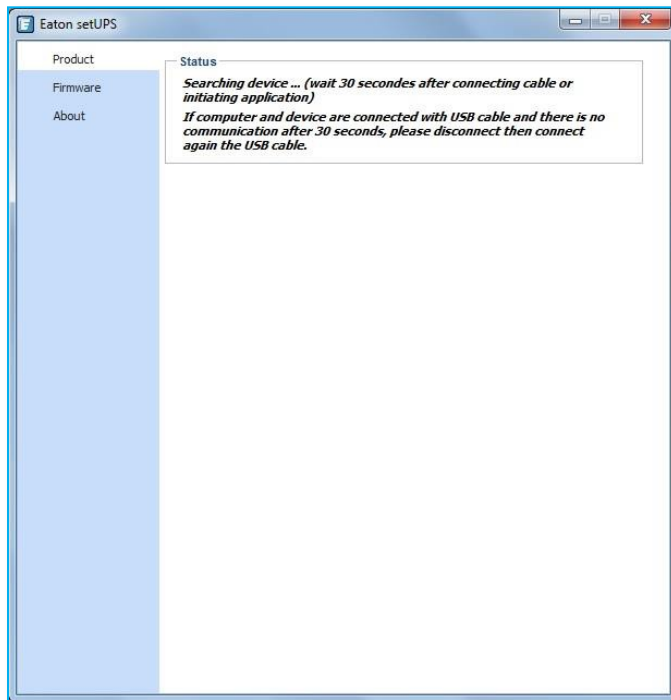 Eaton setUPS
Product
Firmware
About
Status
Searching device ... (wait 30 secondes after connecting cable or
initiating application)
If computer and device are connected with USB cable and there is no
communication after 30 seconds, please disconnect then connect
again the USB cable.